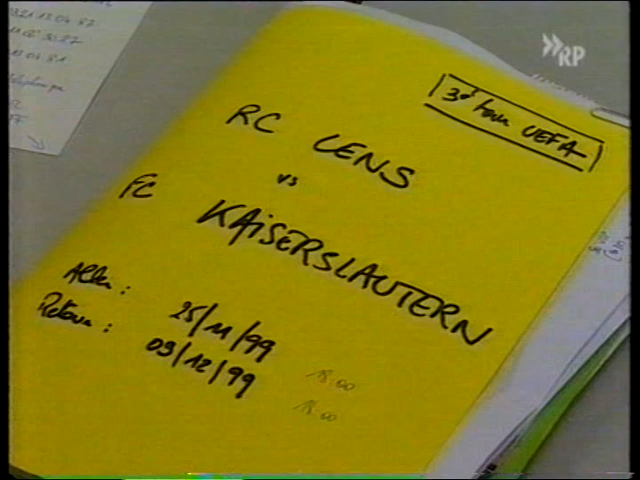 RP
3e tour UEFA
RC LENS
vs
FC KAISERSLAUTERN
Aller :
25/11/99
18.00
Retour :
09/12/99
18.00